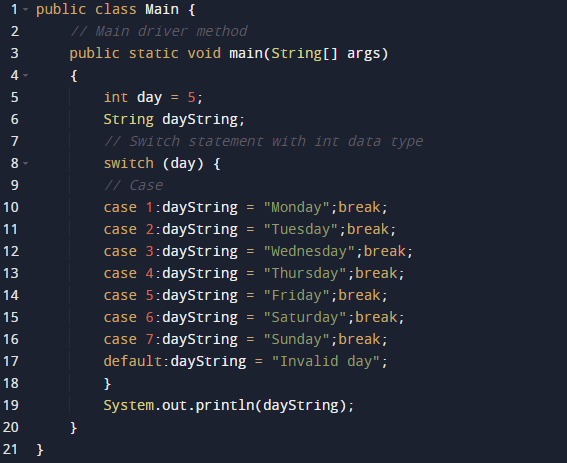 1 public class Main {
2 // Main driver method
3 public static void main(String[] args)
4 {
5 int day = 5;
6 String dayString;
7 // Switch statement with int data type
8 switch (day) {
9 // Case
10 case 1:dayString = "Monday";break;
11 case 2:dayString = "Tuesday";break;
12 case 3:dayString = "Wednesday";break;
13 case 4:dayString = "Thursday";break;
14 case 5:dayString = "Friday";break;
15 case 6:dayString = "Saturday";break;
16 case 7:dayString = "Sunday";break;
17 default:dayString = "Invalid day";
18 }
19 System.out.println(dayString);
20 }
21 }